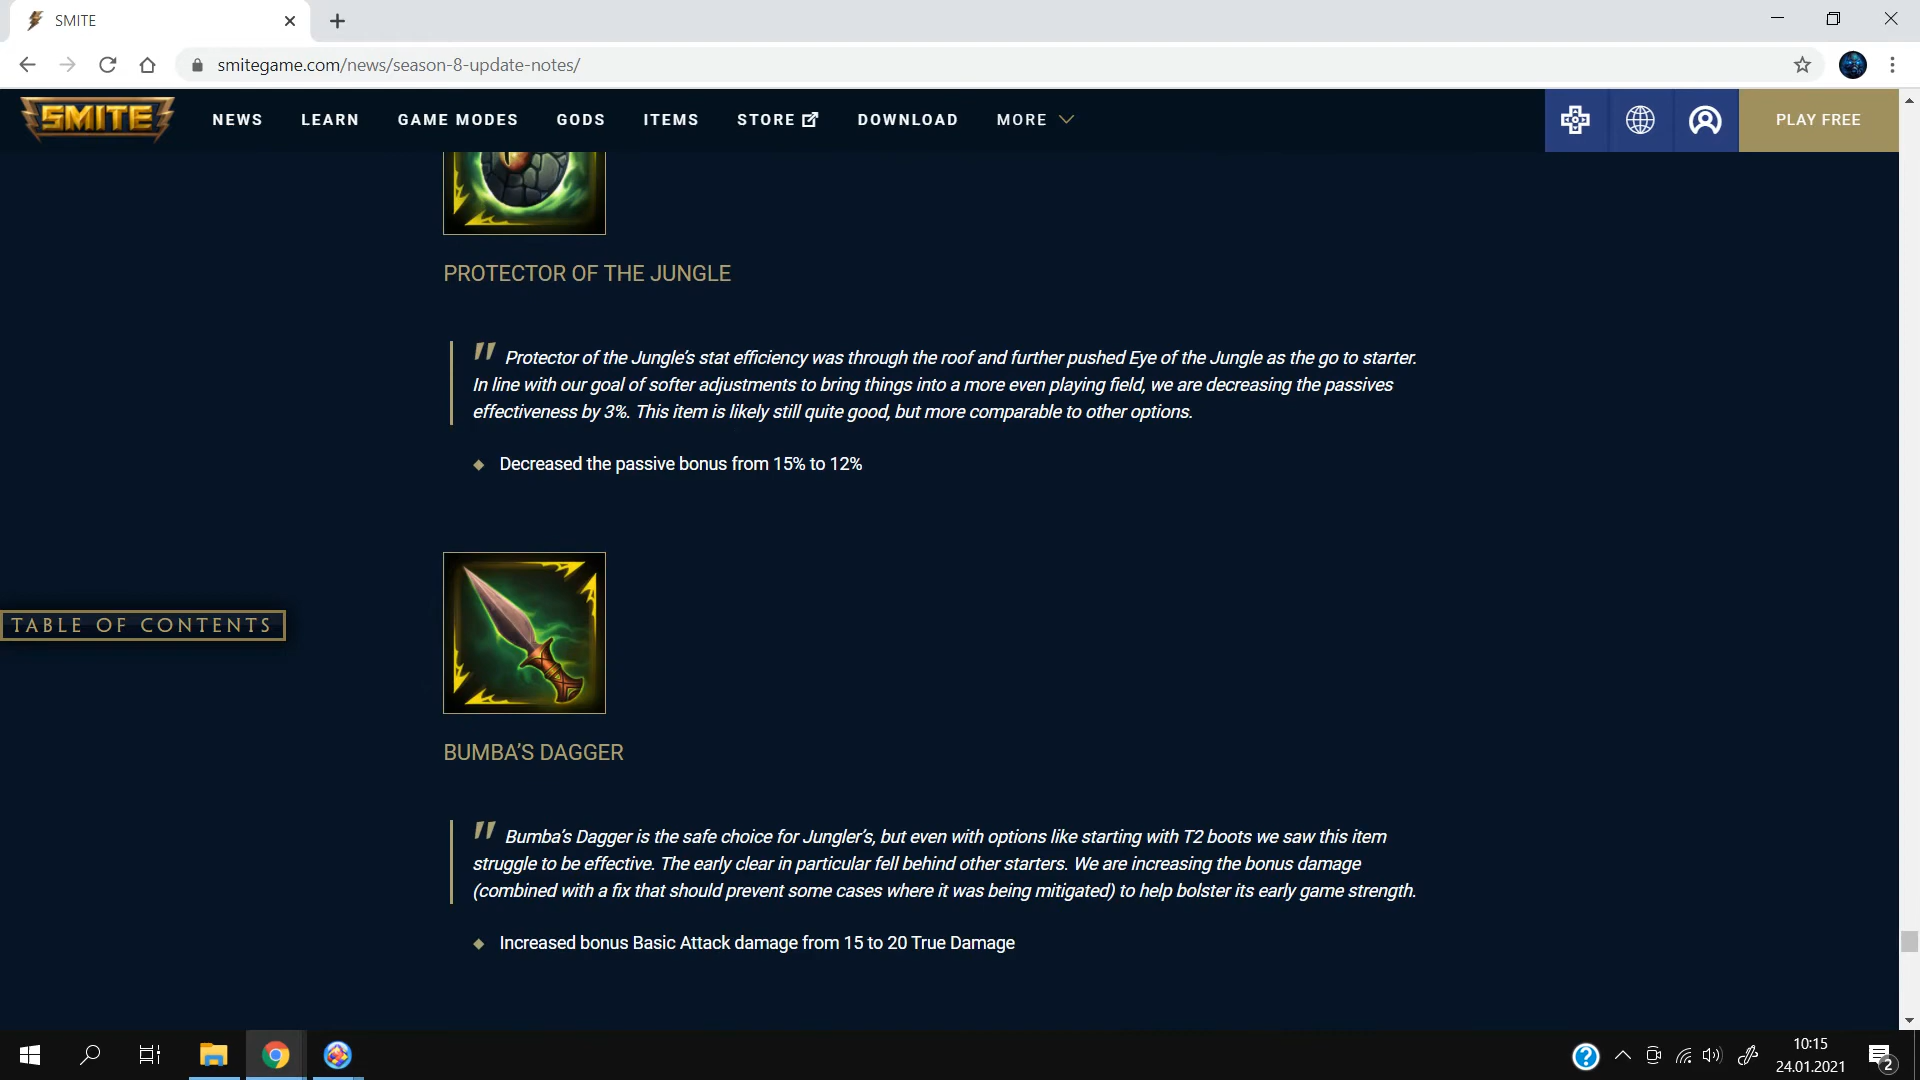 SMITE
smitegame.com/news/season-8-update-notes/
SMITE NEWS LEARN GAME MODES GODS ITEMS STORE DOWNLOAD MORE PLAY FREE
PROTECTOR OF THE JUNGLE
" Protector of the Jungle’s stat efficiency was through the roof and further pushed Eye of the Jungle as the go to starter.
In line with our goal of softer adjustments to bring things into a more even playing field, we are decreasing the passives
effectiveness by 3%. This item is likely still quite good, but more comparable to other options.
Decreased the passive bonus from 15% to 12%
TABLE OF CONTENTS
BUMBA’S DAGGER
" Bumba’s Dagger is the safe choice for Jungler’s, but even with options like starting with T2 boots we saw this item
struggle to be effective. The early clear in particular fell behind other starters. We are increasing the bonus damage
(combined with a fix that should prevent some cases where it was being mitigated) to help bolster its early game strength.
Increased bonus Basic Attack damage from 15 to 20 True Damage
10:15
24.01.2021
2